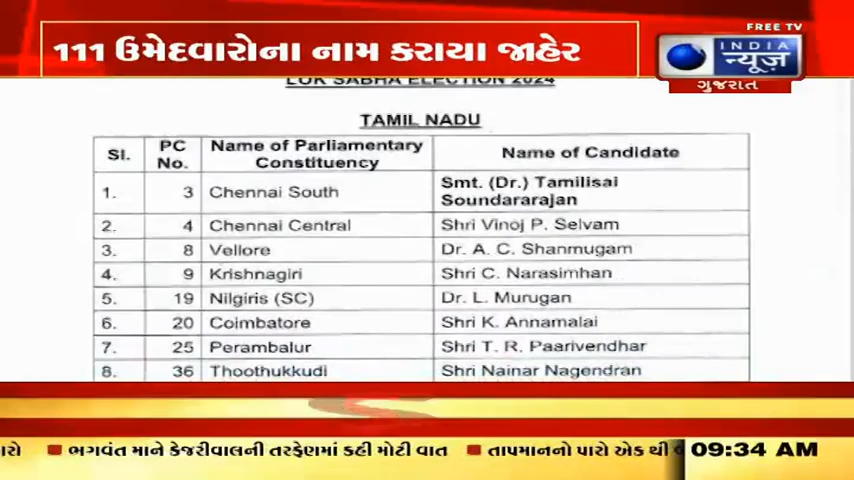 FREE TV
111 ઉમેદવારોના નામ કરાયા જાહેર
INDIA
न्यूज़
ગુજરાત
LOK SABHA ELECTION 2024
TAMIL NADU
Sl. PC No. Name of Parliamentary Constituency Name of Candidate
1. 3 Chennai South Smt. (Dr.) Tamilisai Soundararajan
2. 4 Chennai Central Shri Vinoj P. Selvam
3. 8 Vellore Dr. A. C. Shanmugam
4. 9 Krishnagiri Shri C. Narasimhan
5. 19 Nilgiris (SC) Dr. L. Murugan
6. 20 Coimbatore Shri K. Annamalai
7. 25 Perambalur Shri T. R. Paarivendhar
8. 36 Thoothukkudi Shri Nainar Nagendran
ભગવંત માને કેજરીવાલની તરફેણમાં કહી મોટી વાત તાપમાનનો પારો એક થી
09:34 AM